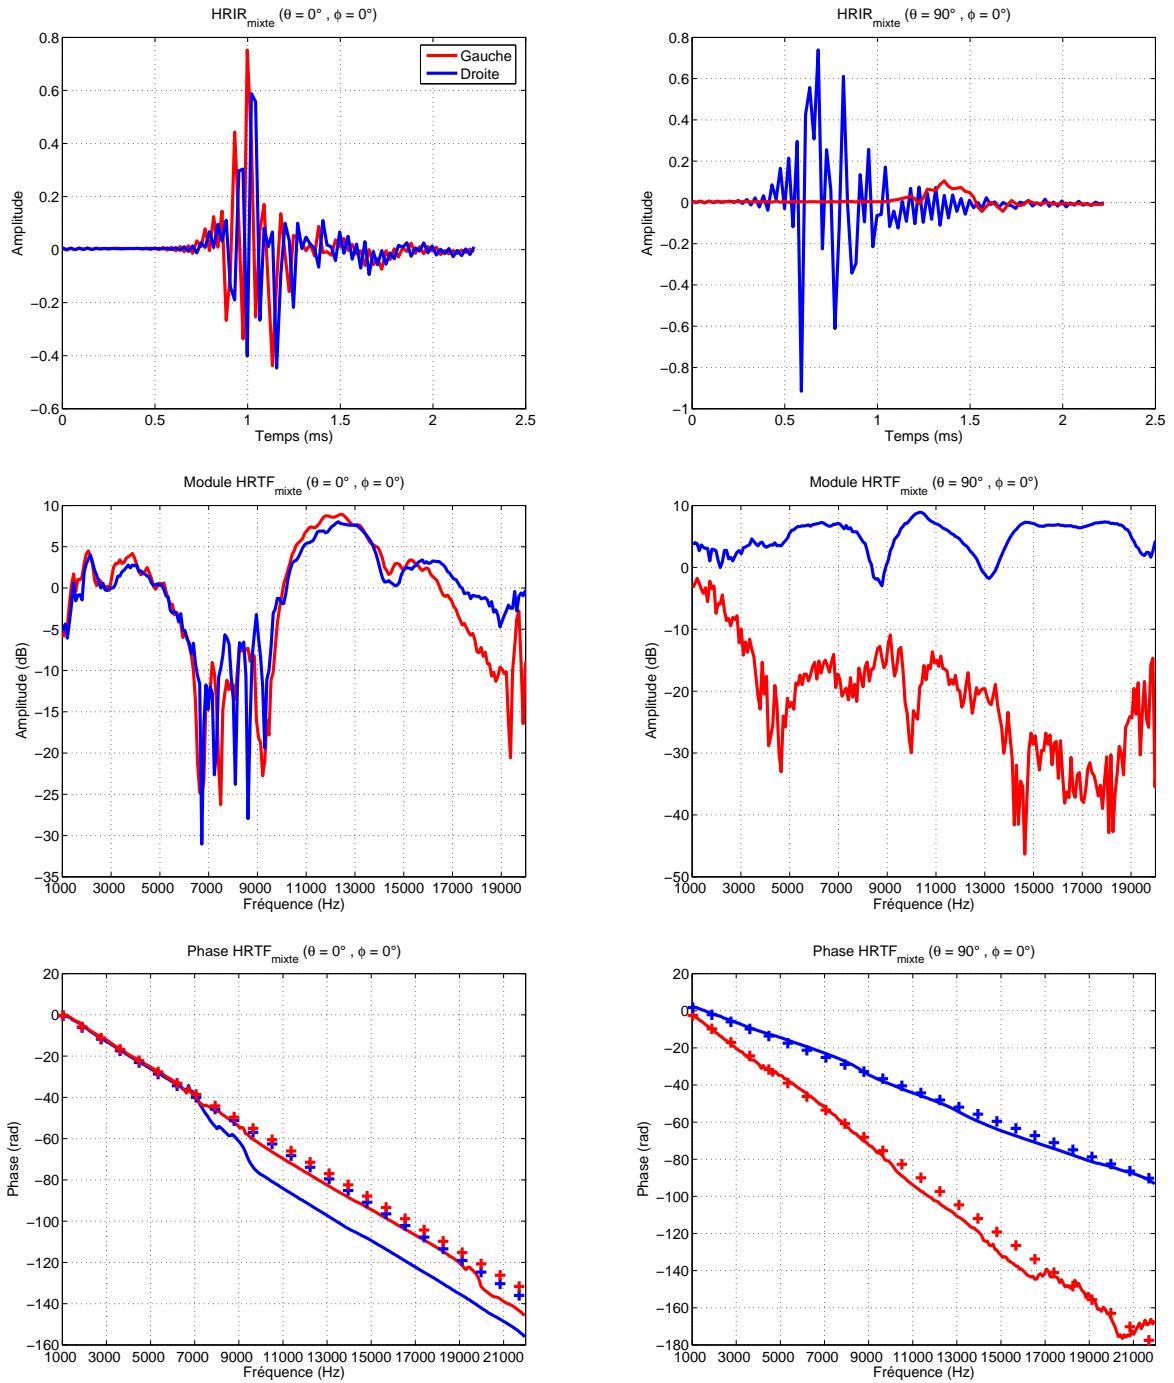 HRIR_mixte (θ = 0° , ϕ = 0°)
0.8
0.6
0.4
0.2
0
−0.2
−0.4
−0.6
0 0.5 1 1.5 2 2.5
Temps (ms)
Amplitude
Gauche
Droite
HRIR_mixte (θ = 90° , ϕ = 0°)
0.8
0.6
0.4
0.2
0
−0.2
−0.4
−0.6
−0.8
−1
0 0.5 1 1.5 2 2.5
Temps (ms)
Amplitude
Module HRTF_mixte (θ = 0° , ϕ = 0°)
10
5
0
−5
−10
−15
−20
−25
−30
−35
1000 3000 5000 7000 9000 11000 13000 15000 17000 19000
Fréquence (Hz)
Amplitude (dB)
Module HRTF_mixte (θ = 90° , ϕ = 0°)
10
0
−10
−20
−30
−40
−50
1000 3000 5000 7000 9000 11000 13000 15000 17000 19000
Fréquence (Hz)
Amplitude (dB)
Phase HRTF_mixte (θ = 0° , ϕ = 0°)
20
0
−20
−40
−60
−80
−100
−120
−140
−160
1000 3000 5000 7000 9000 11000 13000 15000 17000 19000 21000
Fréquence (Hz)
Phase (rad)
Phase HRTF_mixte (θ = 90° , ϕ = 0°)
20
0
−20
−40
−60
−80
−100
−120
−140
−160
−180
1000 3000 5000 7000 9000 11000 13000 15000 17000 19000 21000
Fréquence (Hz)
Phase (rad)